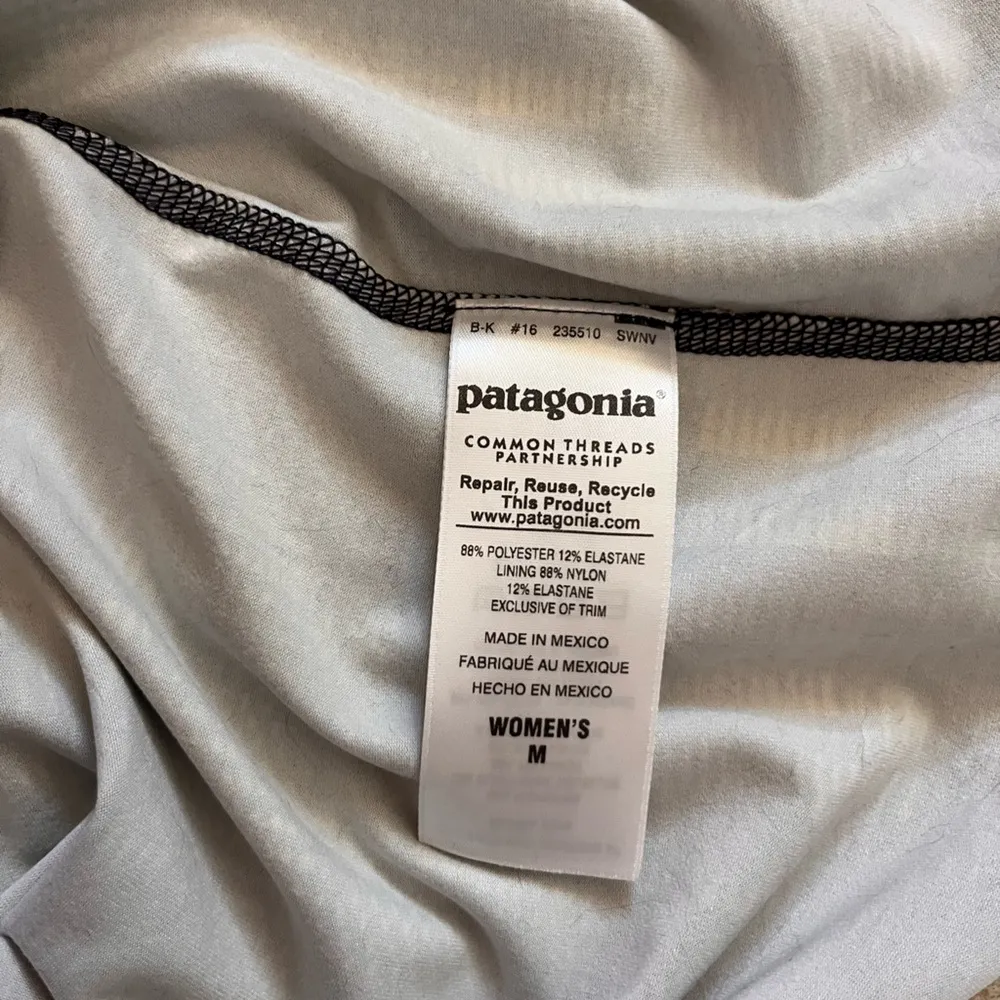 B-K #16 235510 SWNV
patagonia®
COMMON THREADS
PARTNERSHIP
Repair, Reuse, Recycle
This Product
www.patagonia.com
88% POLYESTER 12% ELASTANE
LINING 88% NYLON
12% ELASTANE
EXCLUSIVE OF TRIM
MADE IN MEXICO
FABRIQUÉ AU MEXIQUE
HECHO EN MEXICO
WOMEN'S
M